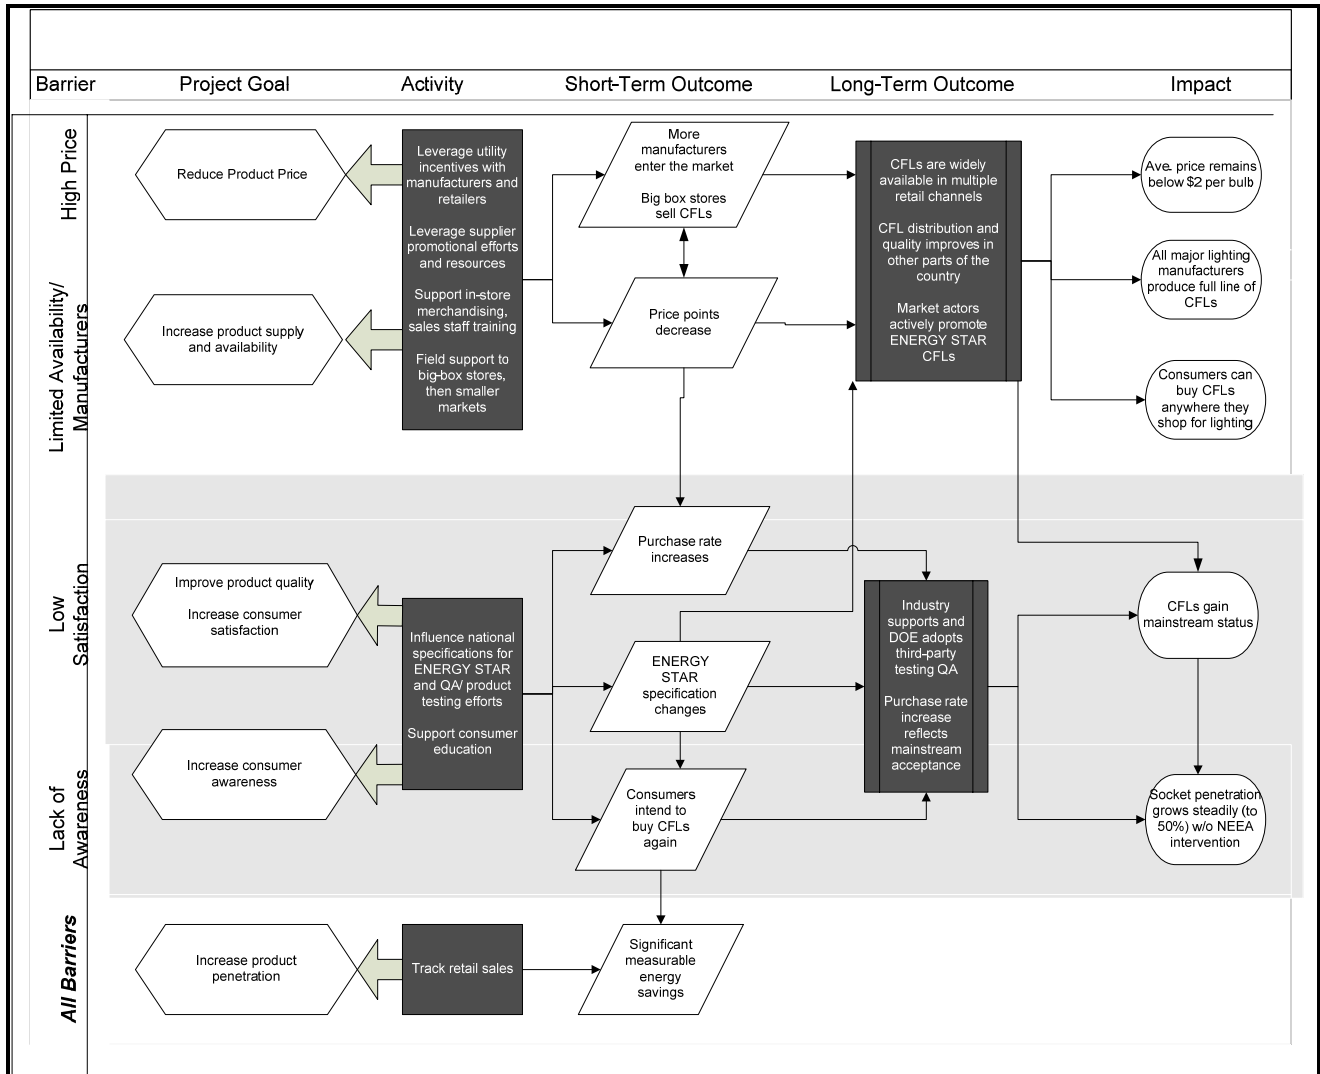 Barrier
Project Goal
Activity
Short-Term Outcome
Long-Term Outcome
Impact
High Price
Limited Availability/
Manufacturers
Low
Satisfaction
Lack of
Awareness
All Barriers
Reduce Product Price
Increase product supply
and availability
Improve product quality
Increase consumer
satisfaction
Increase consumer
awareness
Increase product
penetration
Leverage utility
incentives with
manufacturers and
retailers
Leverage supplier
promotional efforts
and resources
Support in-store
merchandising,
sales staff training
Field support to
big-box stores,
then smaller
markets
Influence national
specifications for
ENERGY STAR
and QA/ product
testing efforts
Support consumer
education
Track retail sales
More
manufacturers
enter the market
Big box stores
sell CFLs
Price points
decrease
Purchase rate
increases
ENERGY
STAR
specification
changes
Consumers
intend to
buy CFLs
again
Significant
measurable
energy
savings
CFLs are widely
available in multiple
retail channels
CFL distribution and
quality improves in
other parts of the
country
Market actors
actively promote
ENERGY STAR
CFLs
Industry
supports and
DOE adopts
third-party
testing QA
Purchase rate
increase
reflects
mainstream
acceptance
Ave. price remains
below $2 per bulb
All major lighting
manufacturers
produce full line of
CFLs
Consumers can
buy CFLs
anywhere they
shop for lighting
CFLs gain
mainstream status
Socket penetration
grows steadily (to
50%) w/o NEEA
intervention